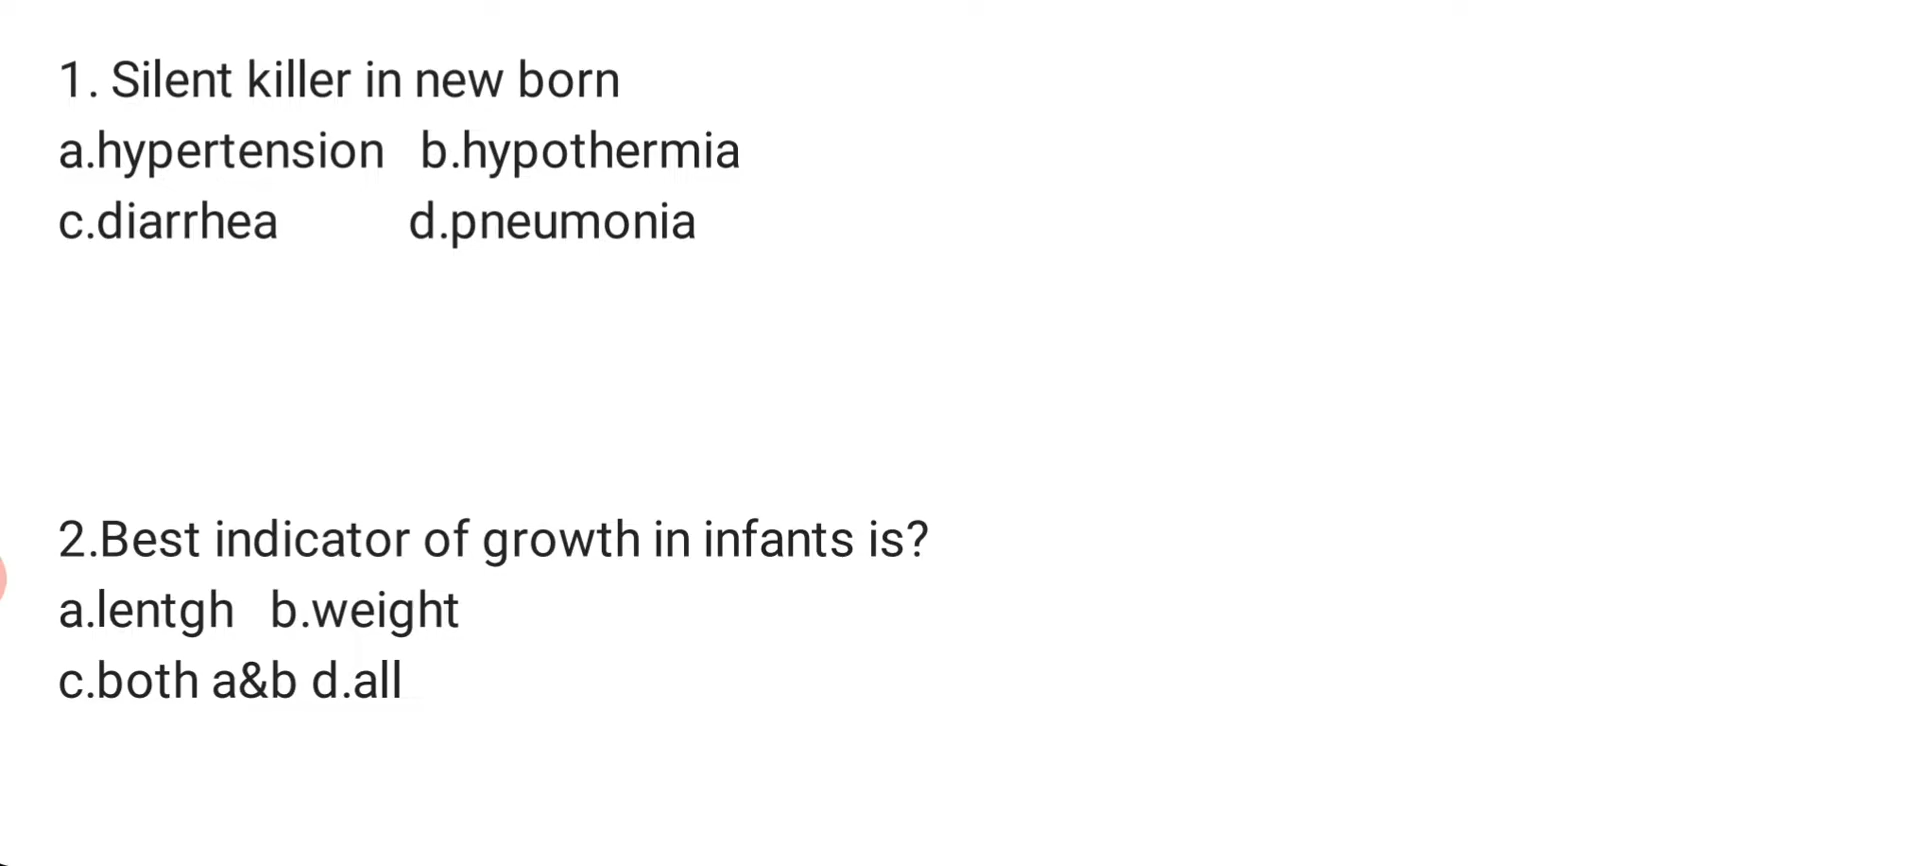 1. Silent killer in new born
a.hypertension b.hypothermia
c.diarrhea d.pneumonia
2.Best indicator of growth in infants is?
a.lentgh b.weight
c.both a&b d.all